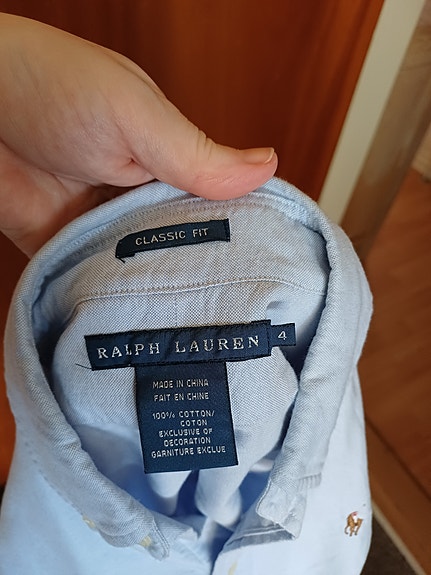 CLASSIC FIT
RALPH LAUREN 4
MADE IN CHINA
FAIT EN CHINE
100% COTTON/
COTON
EXCLUSIVE OF
DECORATION
GARNITURE EXCLUE